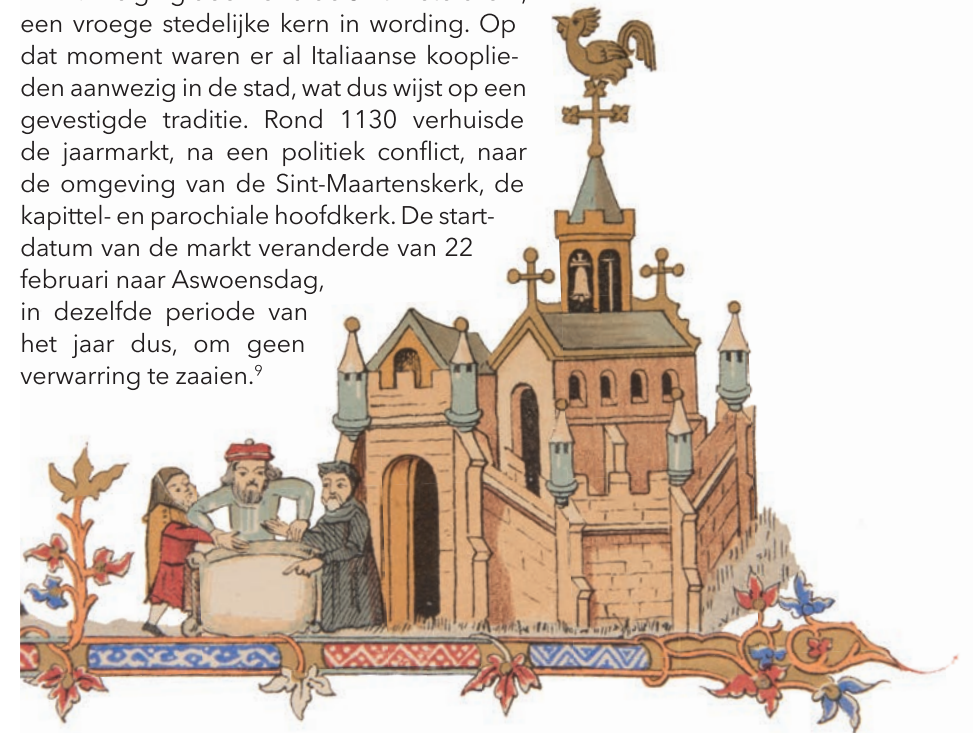 een vroege stedelijke kern in wording. Op
dat moment waren er al Italiaanse kooplie-
den aanwezig in de stad, wat dus wijst op een
gevestigde traditie. Rond 1130 verhuisde
de jaarmarkt, na een politiek conflict, naar
de omgeving van de Sint-Maartenskerk, de
kapittel- en parochiale hoofdkerk. De start-
datum van de markt veranderde van 22
februari naar Aswoensdag,
in dezelfde periode van
het jaar dus, om geen
verwarring te zaaien.⁹